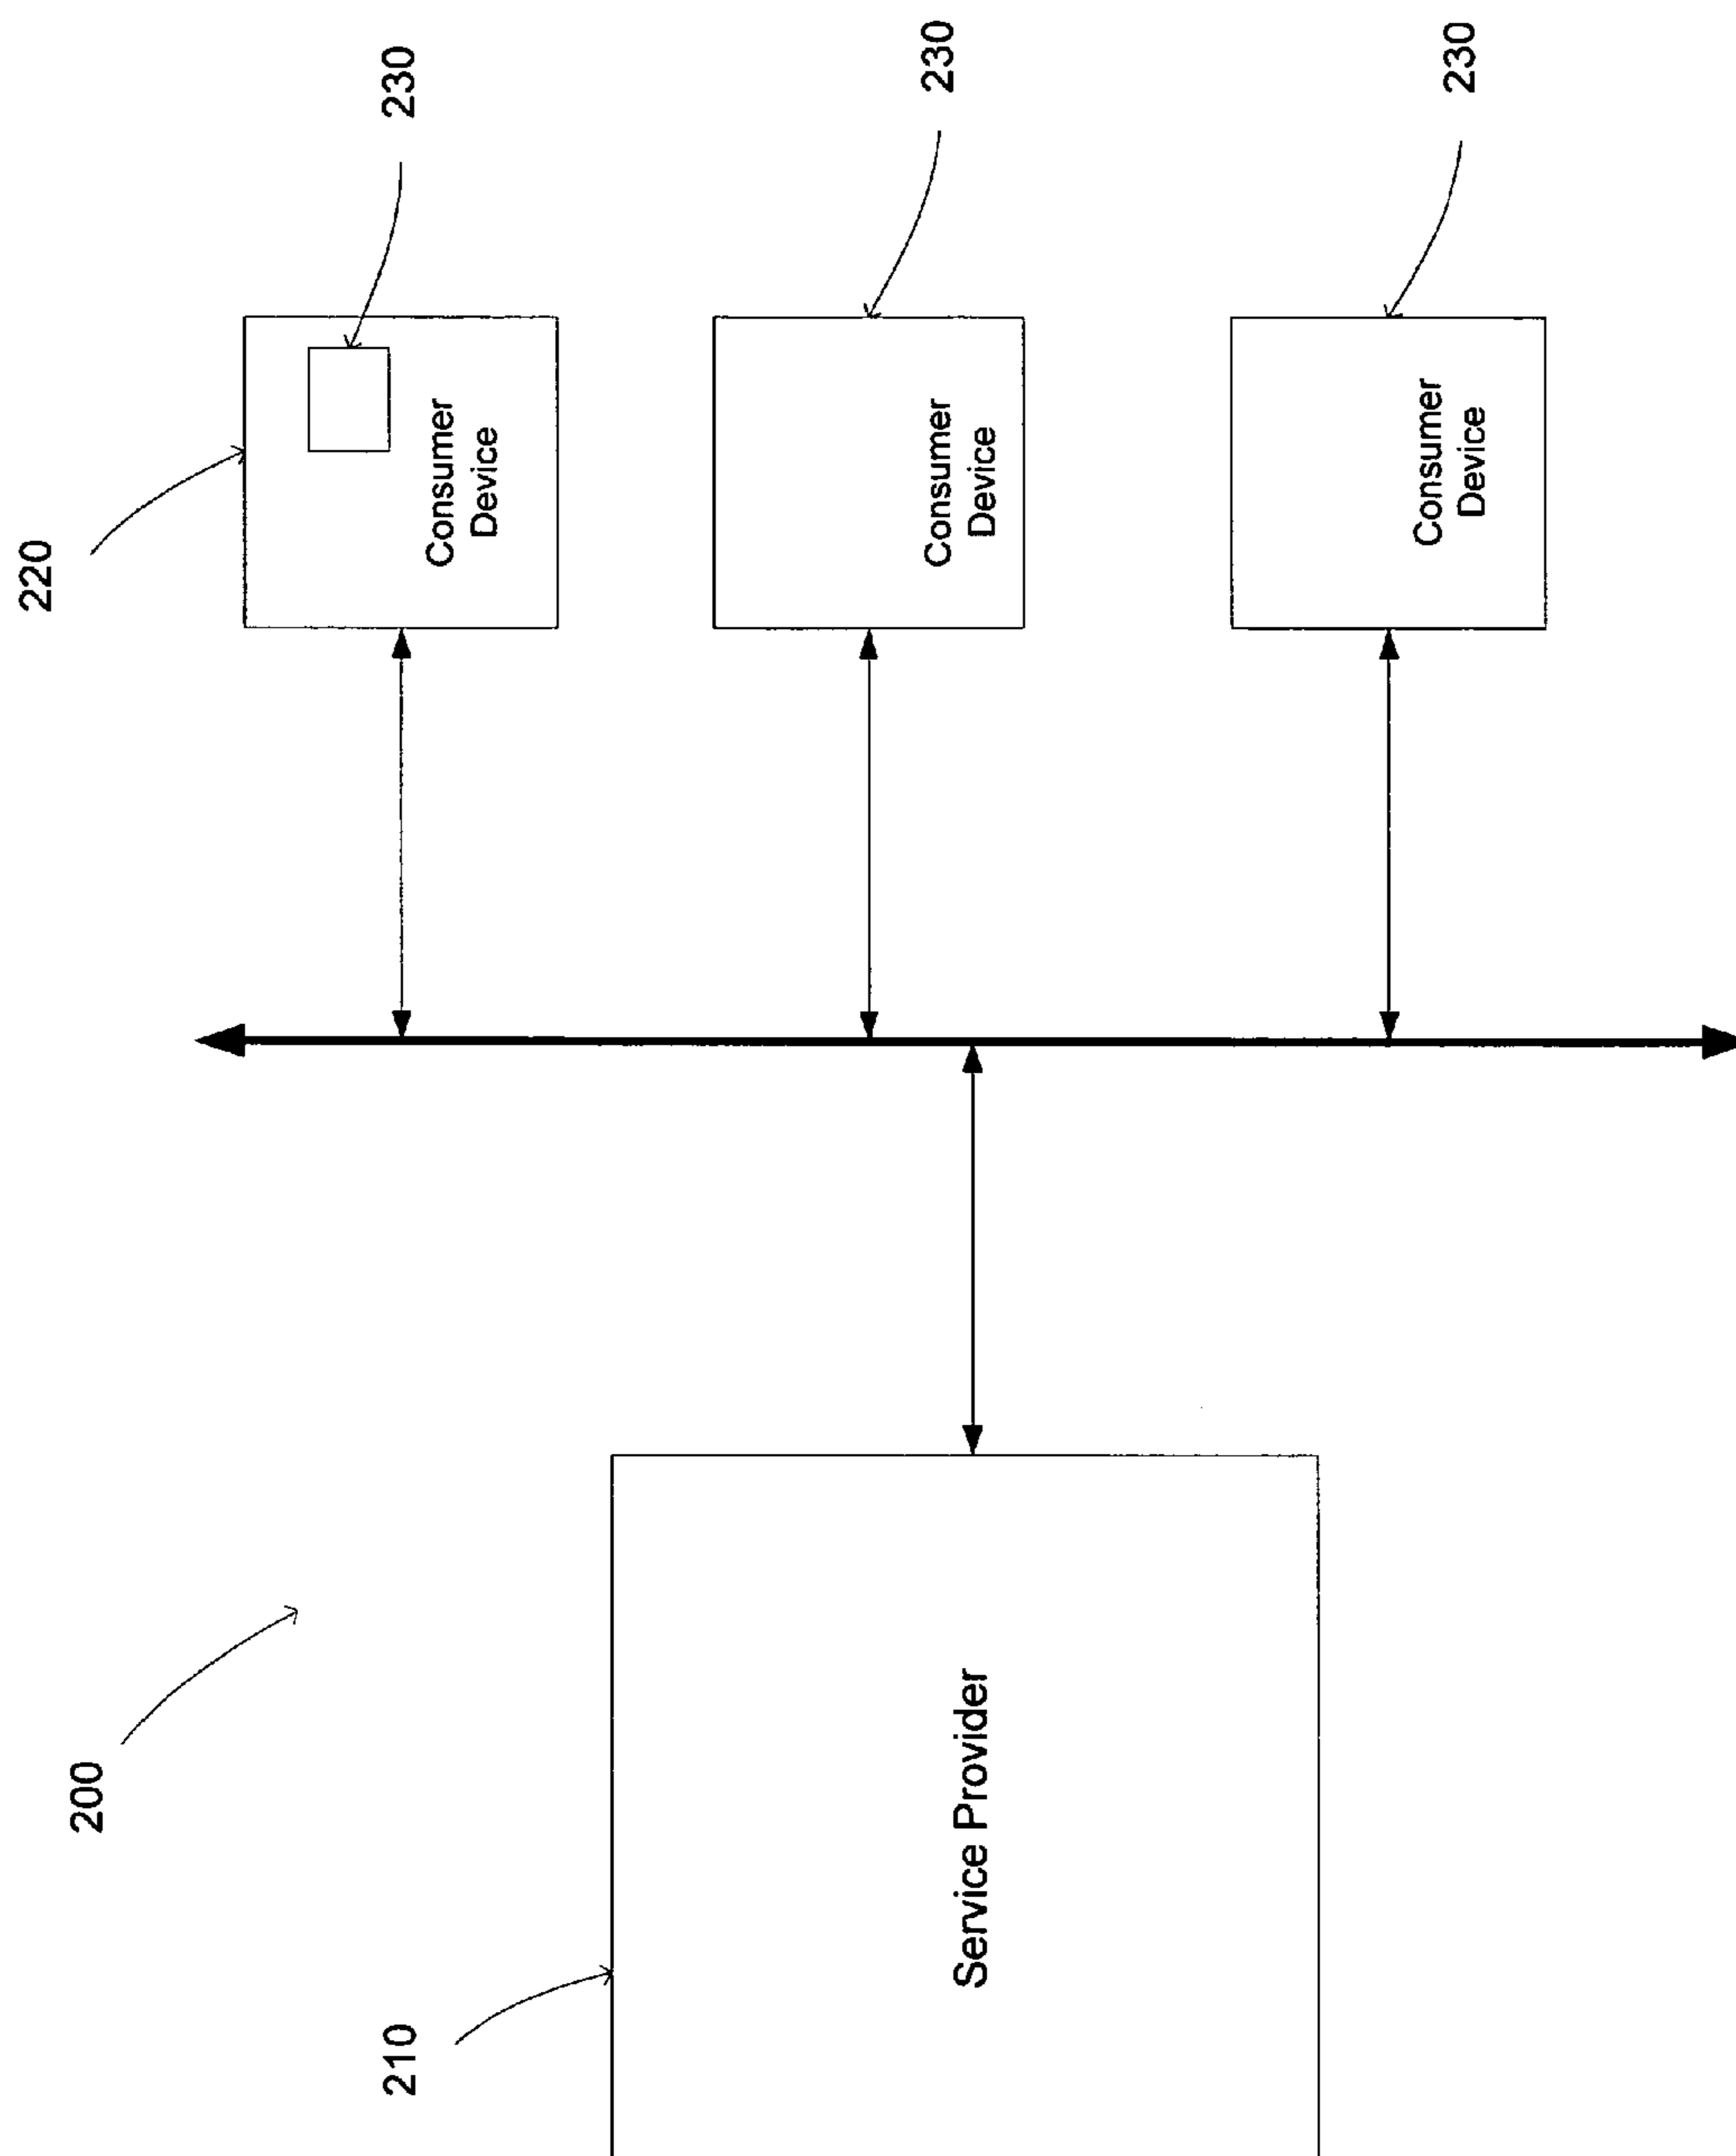 200
210
Service Provider
220
Consumer
Device
230
Consumer
Device
230
Consumer
Device
230